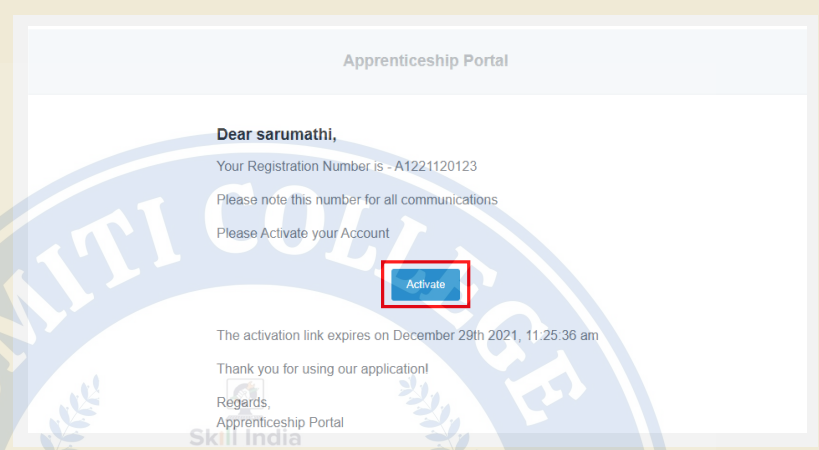 Apprenticeship Portal
Dear sarumathi,
Your Registration Number is - A1221120123
Please note this number for all communications
Please Activate your Account
Activate
The activation link expires on December 29th 2021, 11:25:36 am
Thank you for using our application!
Regards,
Apprenticeship Portal
Skill India
MITI COLLEGE